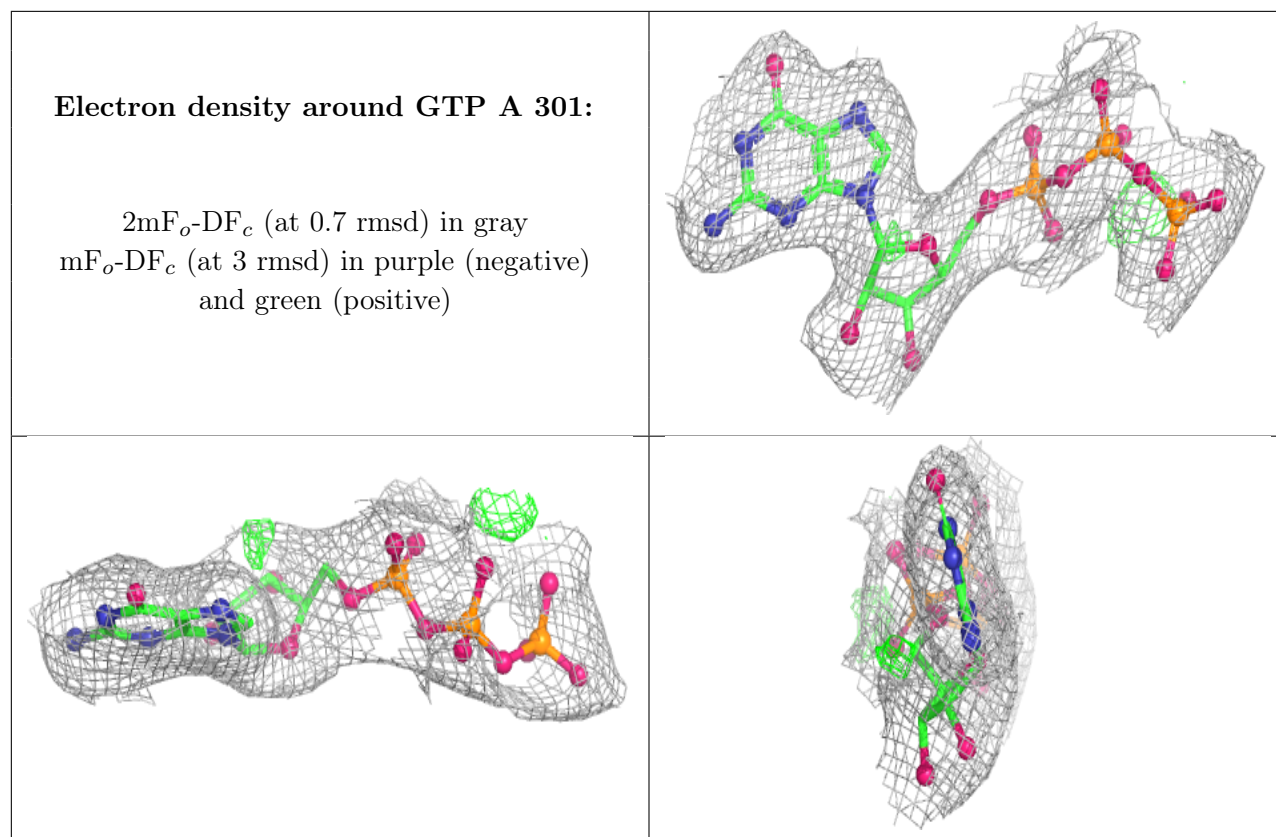 Electron density around GTP A 301:
2mFo-DFc (at 0.7 rmsd) in gray
mFo-DFc (at 3 rmsd) in purple (negative)
and green (positive)